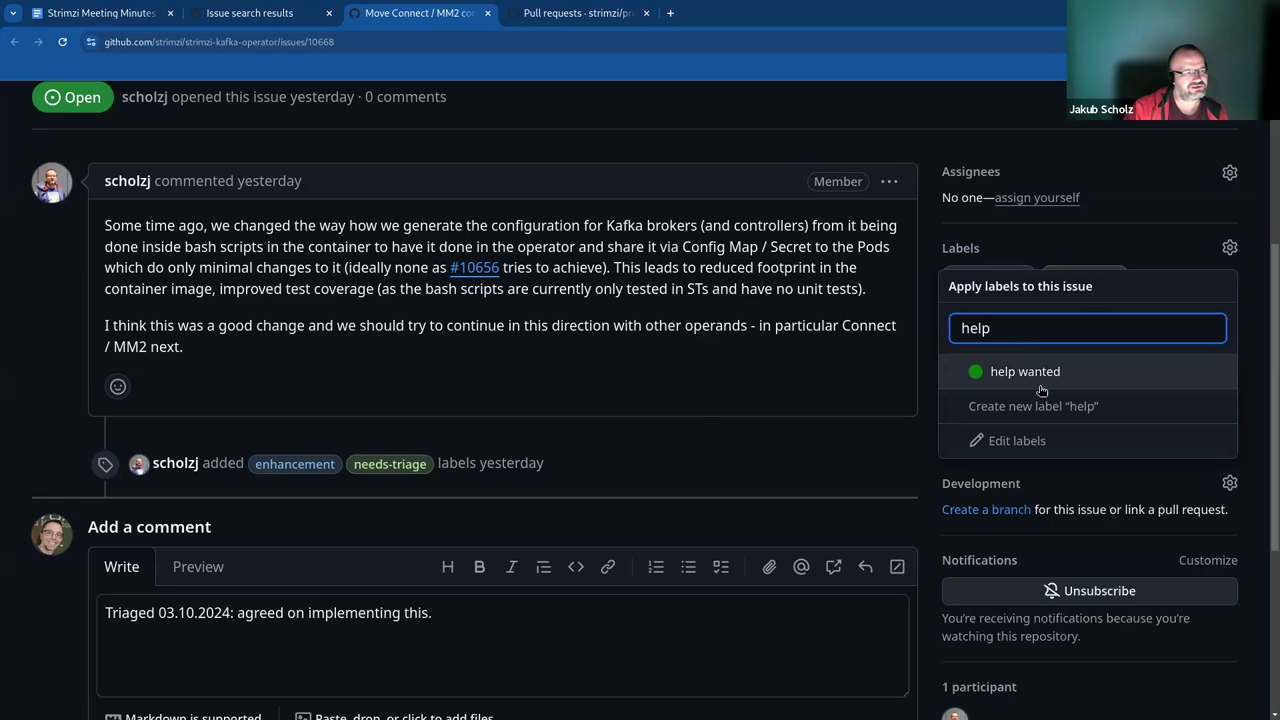 Strimzi Meeting Minutes
Issue search results
Move Connect / MM2 co
Pull requests · strimzi/pr
github.com/strimzi/strimzi-kafka-operator/issues/10668
Jakub Scholz
Open
scholzj opened this issue yesterday · 0 comments
scholzj commented yesterday
Member
Some time ago, we changed the way how we generate the configuration for Kafka brokers (and controllers) from it being
done inside bash scripts in the container to have it done in the operator and share it via Config Map / Secret to the Pods
which do only minimal changes to it (ideally none as #10656 tries to achieve). This leads to reduced footprint in the
container image, improved test coverage (as the bash scripts are currently only tested in STs and have no unit tests).
I think this was a good change and we should try to continue in this direction with other operands - in particular Connect
/ MM2 next.
scholzj added enhancement needs-triage labels yesterday
Add a comment
Write
Preview
Triaged 03.10.2024: agreed on implementing this.
Markdown is supported
Paste, drop, or click to add files
Assignees
No one—assign yourself
Labels
Apply labels to this issue
help
help wanted
Create new label “help”
Edit labels
Development
Create a branch for this issue or link a pull request.
Notifications
Customize
Unsubscribe
You’re receiving notifications because you’re
watching this repository.
1 participant